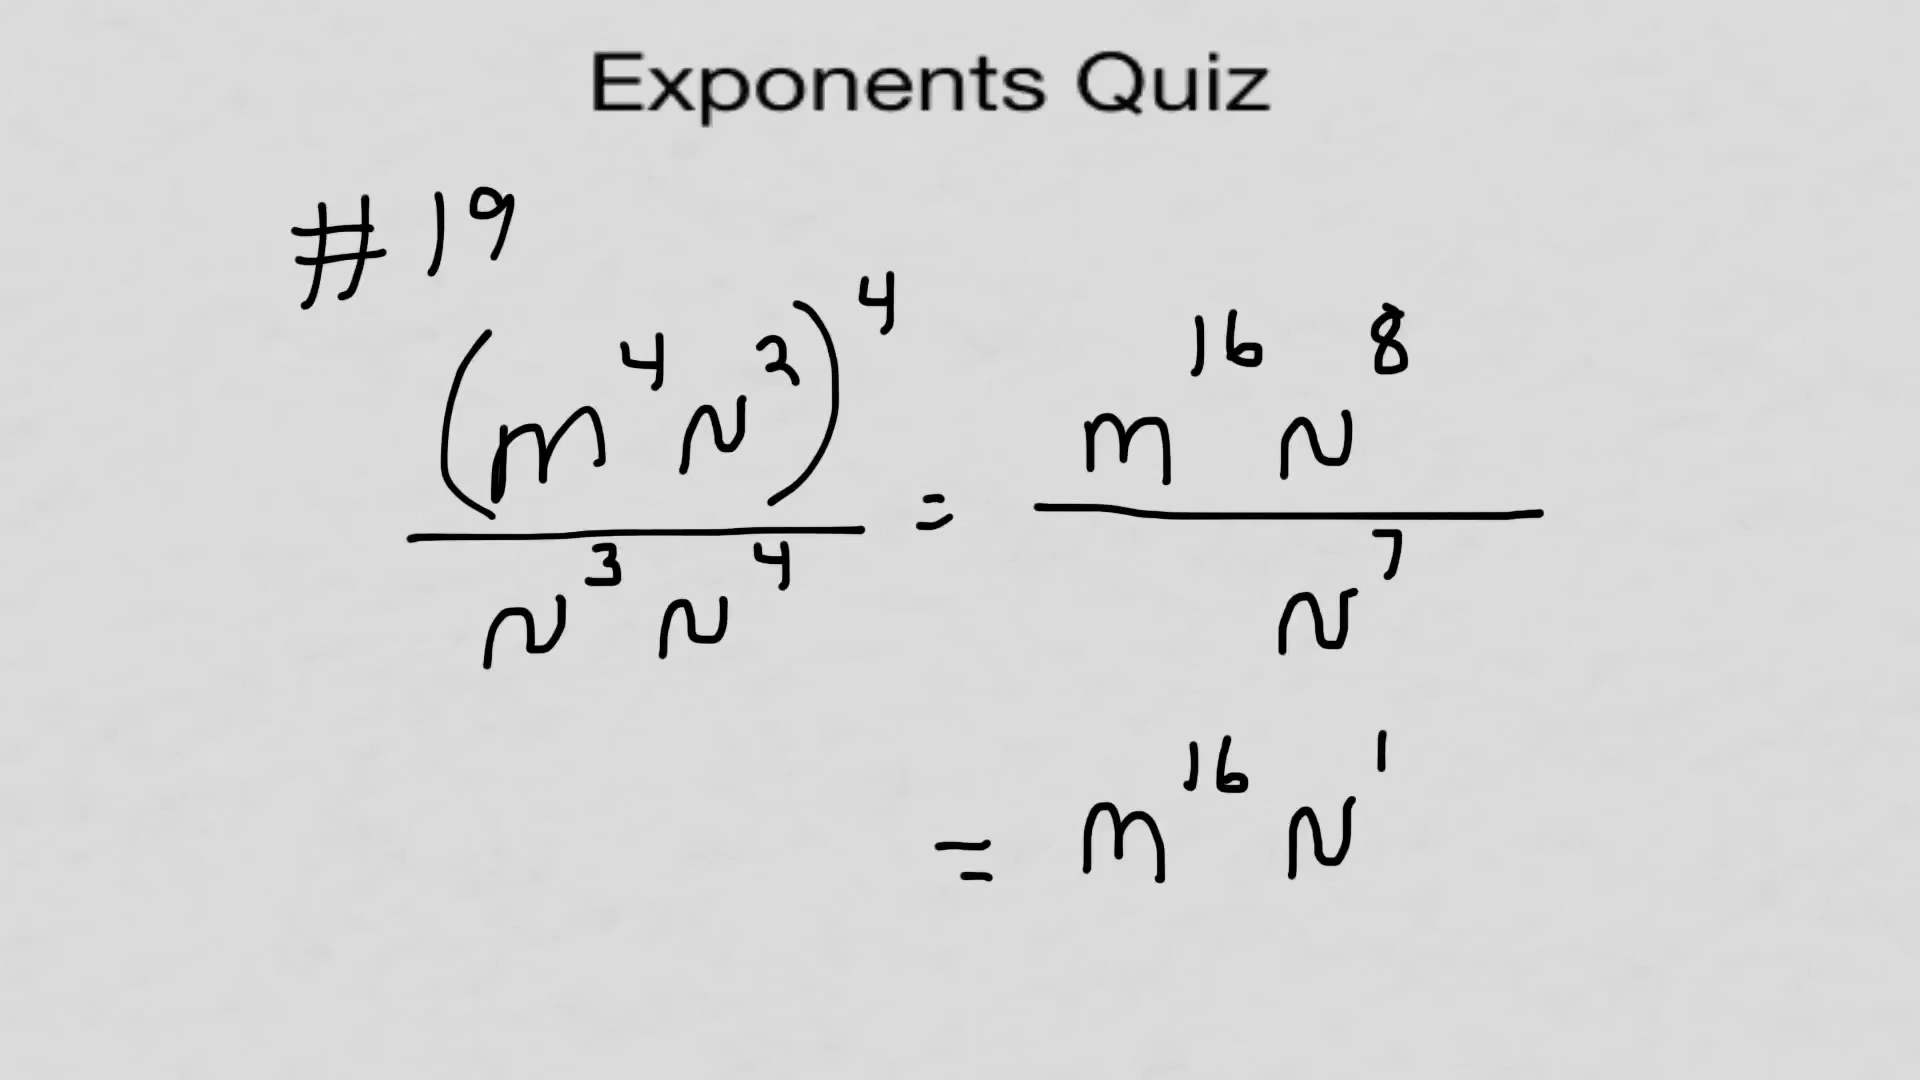 Exponents Quiz
#19
(m⁴n²)⁴ / n³n⁴ = m¹⁶n⁸ / n⁷
= m¹⁶n¹